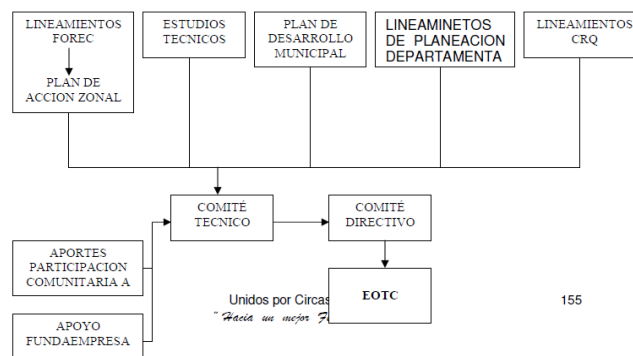 LINEAMIENTOS
FOREC
PLAN DE
ACCION ZONAL
ESTUDIOS
TECNICOS
PLAN DE
DESARROLLO
MUNICIPAL
LINEAMINETOS
DE PLANEACION
DEPARTAMENTA
LINEAMIENTOS
CRQ
COMITÉ
TECNICO
COMITÉ
DIRECTIVO
APORTES
PARTICIPACION
COMUNITARIA A
EOTC
Unidos por Circas
155
" Hacia un mejor
APOYO
FUNDAEMPRESA